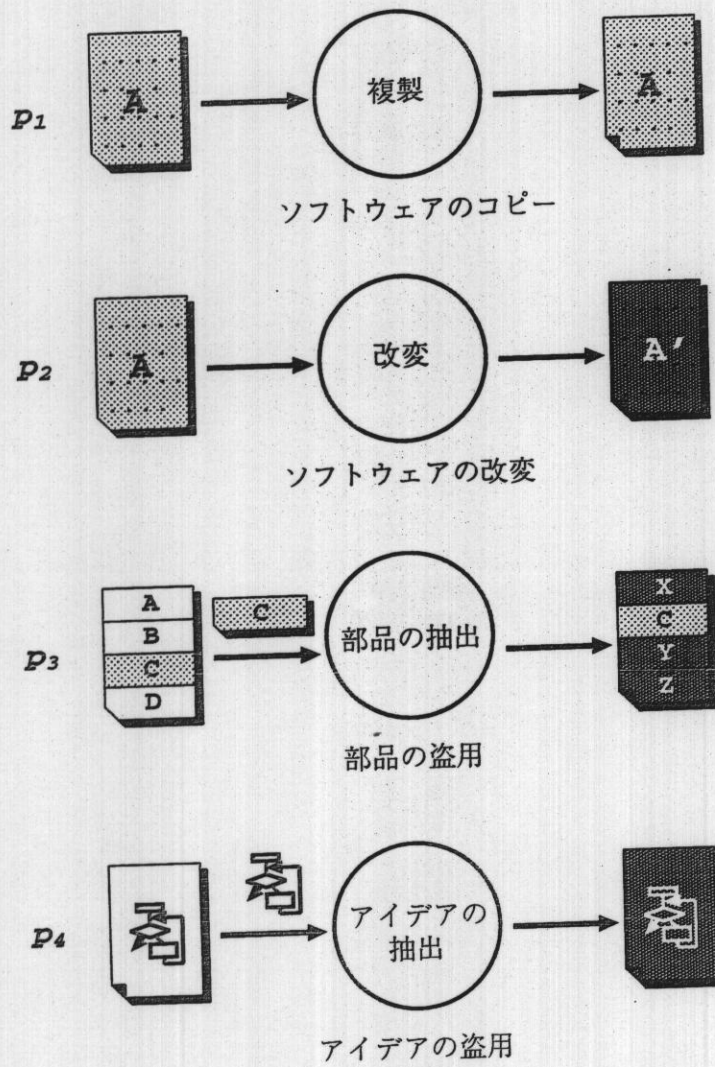 A
複製
A
p1
ソフトウェアのコピー
A
改変
A'
p2
ソフトウェアの改変
A
B
C
D
C
部品の抽出
X
C
Y
Z
p3
部品の盗用
アイデアの
抽出
p4
アイデアの盗用